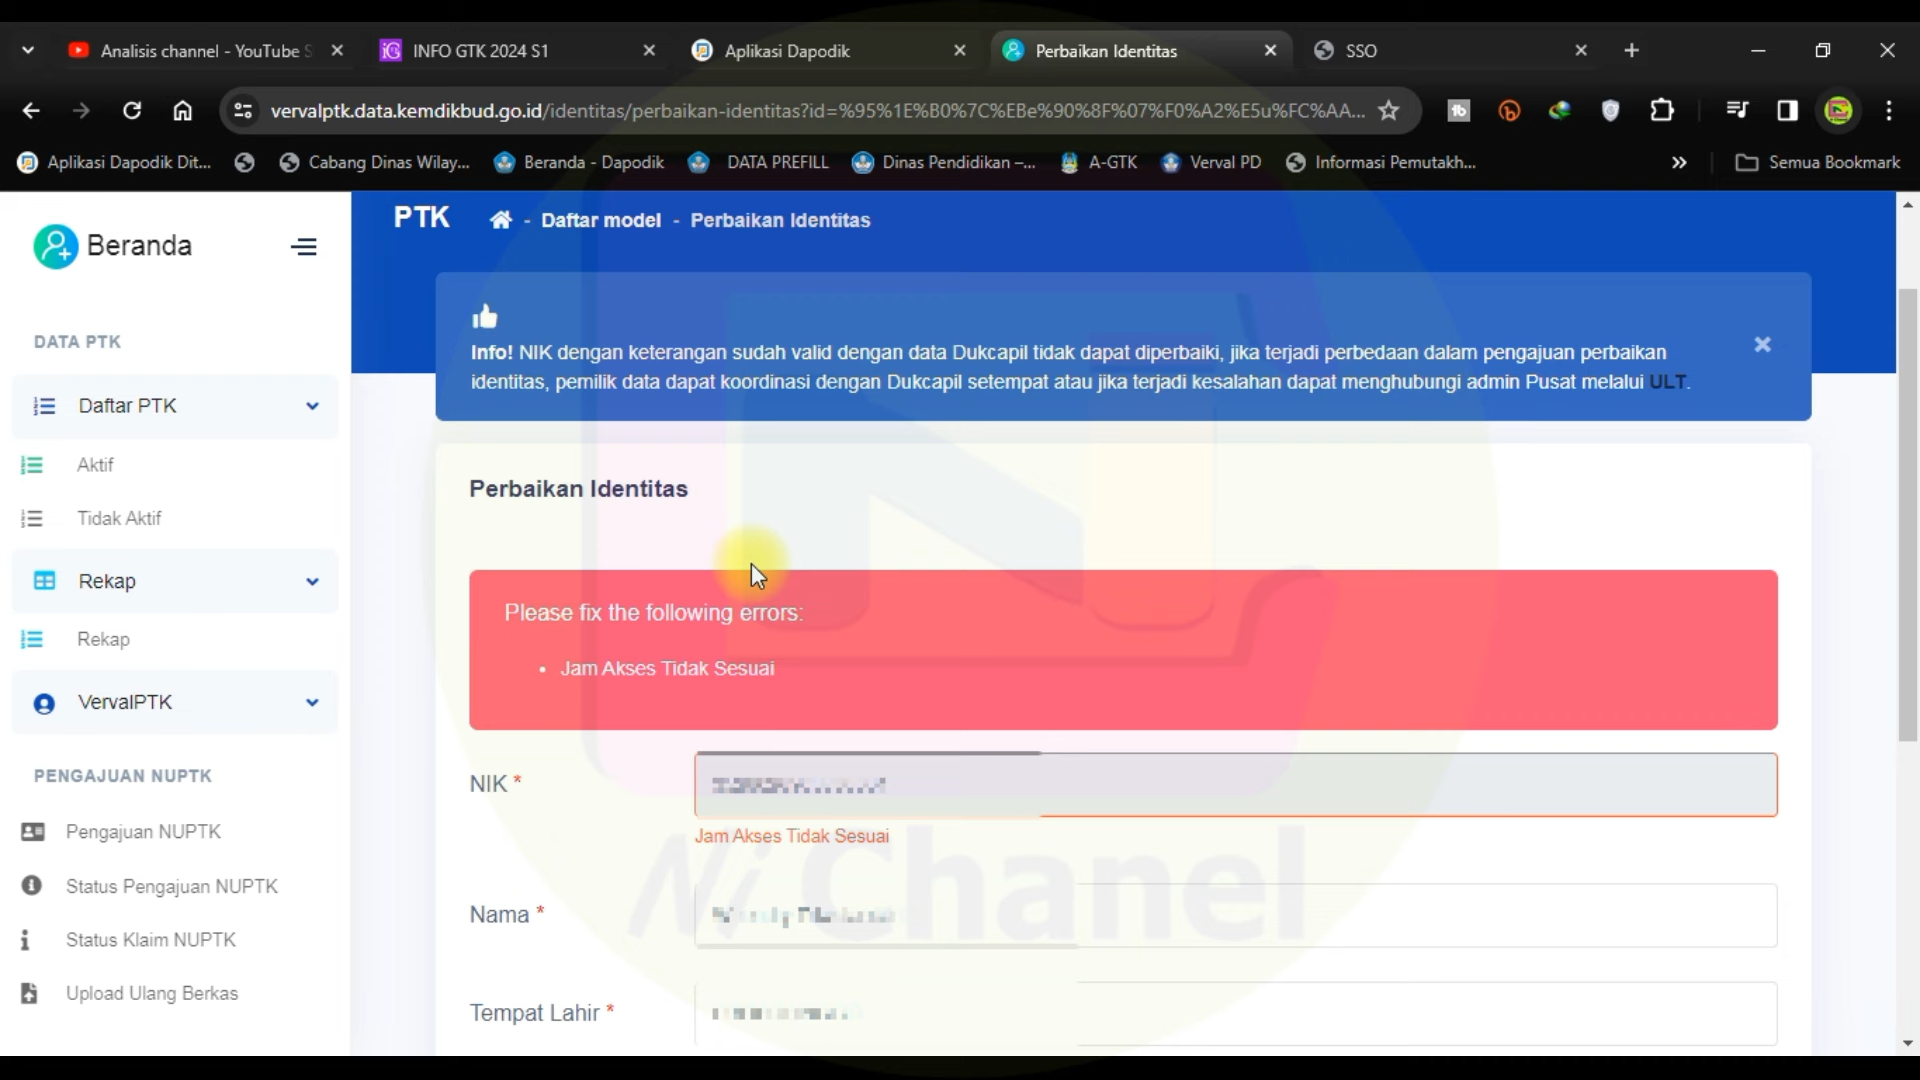 Analisis channel - YouTube S
INFO GTK 2024 S1
Aplikasi Dapodik
Perbaikan Identitas
SSO
vervalptk.data.kemdikbud.go.id/identitas/perbaikan-identitas?id=%95%1E%B0%7C%EBe%90%8F%07%F0%A2%E5u%FC%AA...
Aplikasi Dapodik Dit...
Cabang Dinas Wilay...
Beranda - Dapodik
DATA PREFILL
Dinas Pendidikan –...
A-GTK
Verval PD
Informasi Pemutakh...
Semua Bookmark
Beranda
PTK
- Daftar model - Perbaikan Identitas
Info! NIK dengan keterangan sudah valid dengan data Dukcapil tidak dapat diperbaiki, jika terjadi perbedaan dalam pengajuan perbaikan
identitas, pemilik data dapat koordinasi dengan Dukcapil setempat atau jika terjadi kesalahan dapat menghubungi admin Pusat melalui ULT.
DATA PTK
Daftar PTK
Aktif
Tidak Aktif
Rekap
Rekap
VervalPTK
PENGAJUAN NUPTK
Pengajuan NUPTK
Status Pengajuan NUPTK
Status Klaim NUPTK
Upload Ulang Berkas
Perbaikan Identitas
Please fix the following errors:
• Jam Akses Tidak Sesuai
NIK *
Jam Akses Tidak Sesuai
Nama *
Tempat Lahir *
Ni Chanel